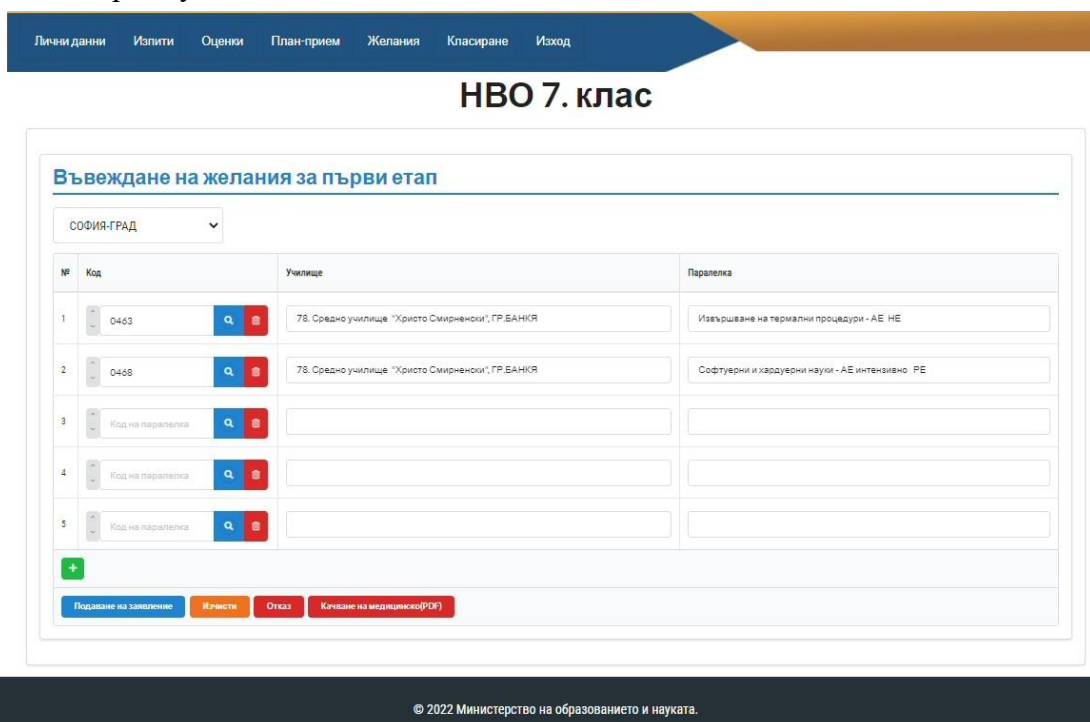 Лични данни Изпити Оценки План-прием Желания Класиране Изход
НВО 7. клас
Въвеждане на желания за първи етап
СОФИЯ-ГРАД
№ Код Училище Паралелка
1 0463 78. Средно училище "Христо Смирненски", ГР.БАНКЯ Извършване на термални процедури - АЕ НЕ
2 0468 78. Средно училище "Христо Смирненски", ГР.БАНКЯ Софтуерни и хардуерни науки - АЕ интензивно РЕ
3 Код на паралелка
4 Код на паралелка
5 Код на паралелка
+
Подаване на заявление Изчисти Отказ Качване на медицинско(PDF)
© 2022 Министерство на образованието и науката.